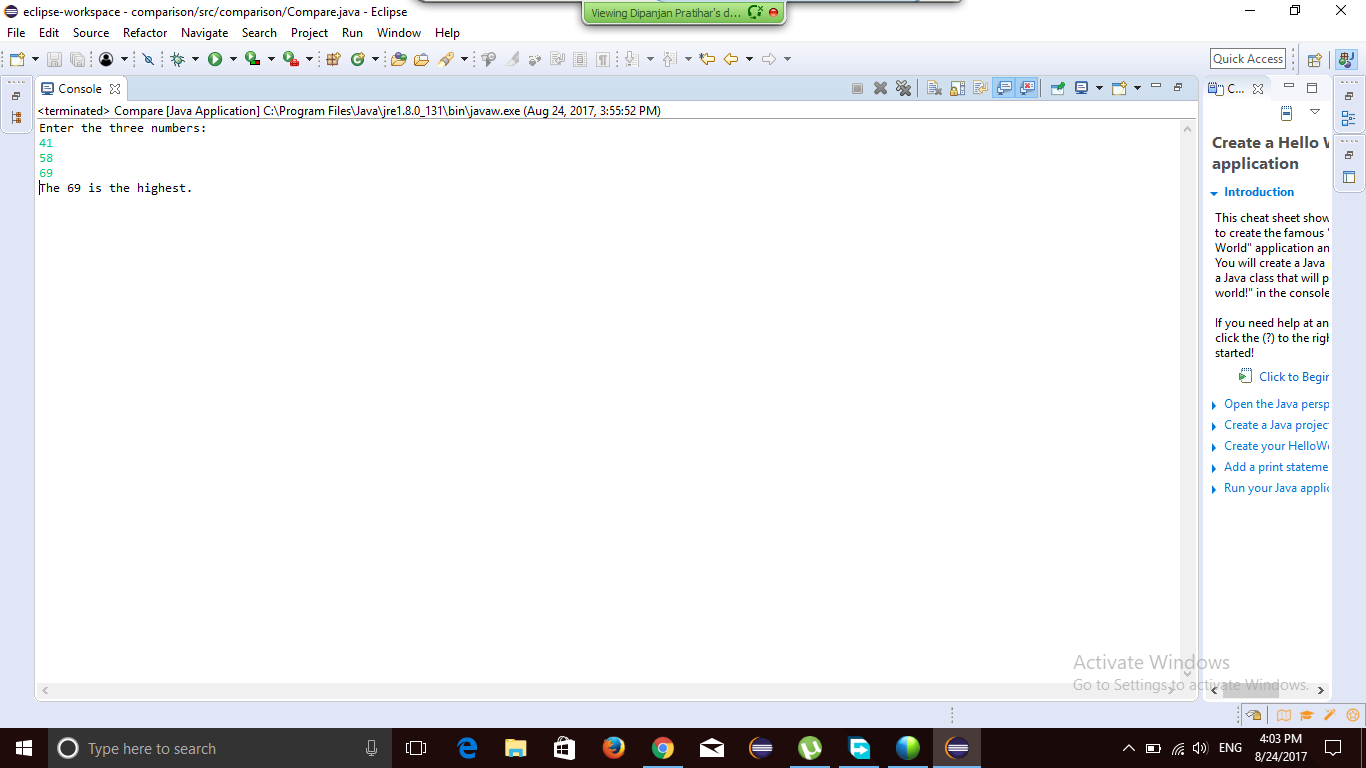 eclipse-workspace - comparison/src/comparison/Compare.java - Eclipse
Viewing Dipanjan Pratihar's d...
File Edit Source Refactor Navigate Search Project Run Window Help
Quick Access
Console
C...
<terminated> Compare [Java Application] C:\Program Files\Java\jre1.8.0_131\bin\javaw.exe (Aug 24, 2017, 3:55:52 PM)
Enter the three numbers:
41
58
69
The 69 is the highest.
Create a Hello W
application
Introduction
This cheat sheet show
to create the famous "
World" application an
You will create a Java
a Java class that will p
world!" in the console
If you need help at an
click the (?) to the righ
started!
Click to Begin
Open the Java persp
Create a Java projec
Create your HelloWo
Add a print stateme
Run your Java applic
Activate Windows
Go to Settings to activate Windows.
Type here to search
ENG
4:03 PM
8/24/2017